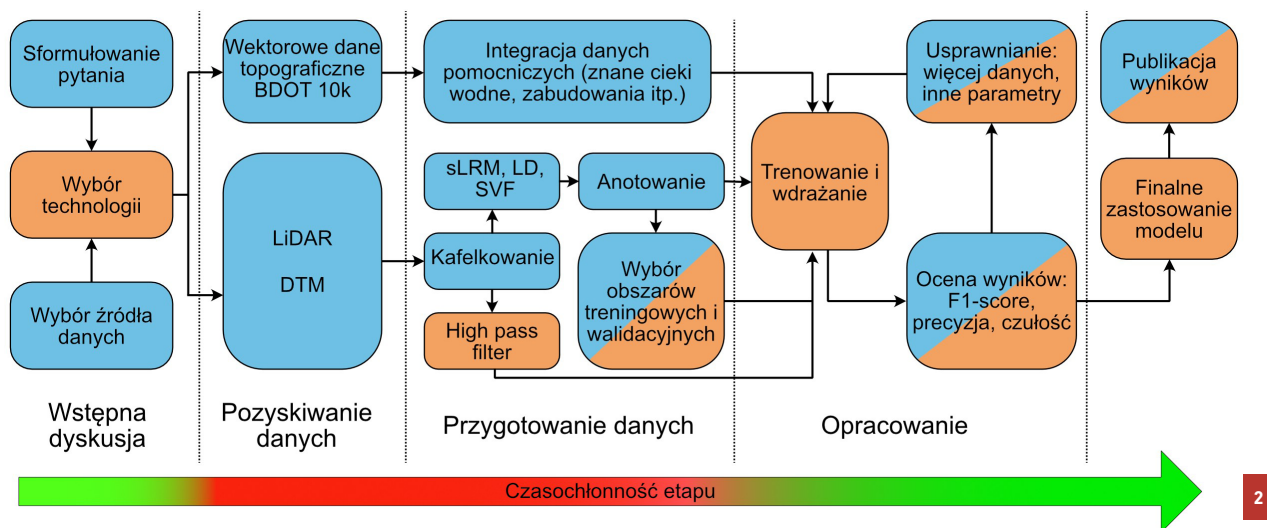 Sformułowanie
pytania
Wybór
technologii
Wybór źródła
danych
Wektorowe dane
topograficzne
BDOT 10k
LiDAR
DTM
Integracja danych
pomocniczych (znane cieki
wodne, zabudowania itp.)
sLRM, LD,
SVF
Anotowanie
Kafelkowanie
High pass
filter
Wybór
obszarów
treningowych i
walidacyjnych
Trenowanie i
wdrażanie
Usprawnianie:
więcej danych,
inne parametry
Ocena wyników:
F1-score,
precyzja, czułość
Publikacja
wyników
Finalne
zastosowanie
modelu
Wstępna
dyskusja
Pozyskiwanie
danych
Przygotowanie danych
Opracowanie
Czasochłonność etapu
2